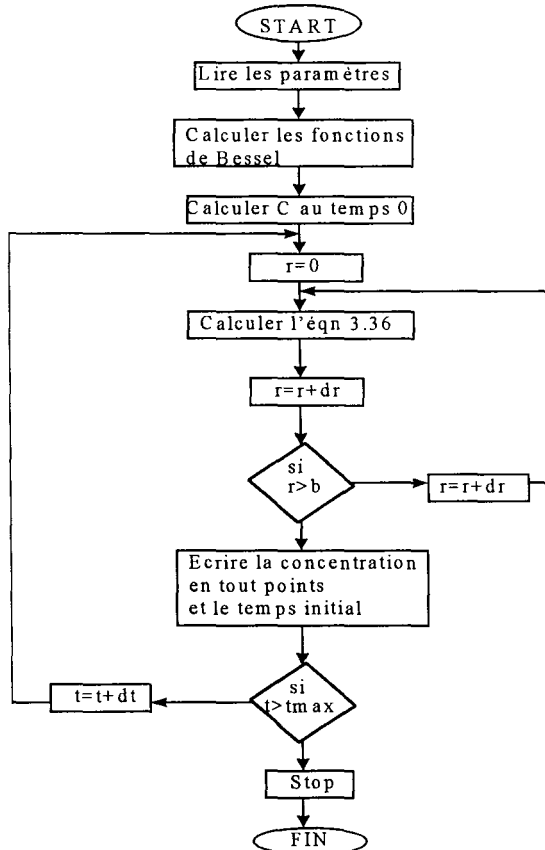 START
Lire les paramètres
Calculer les fonctions
de Bessel
Calculer C au temps 0
r=0
Calculer l'éqn 3.36
r=r+dr
si
r>b
r=r+dr
Ecrire la concentration
en tout points
et le temps initial
t=t+dt
si
t>tmax
Stop
FIN